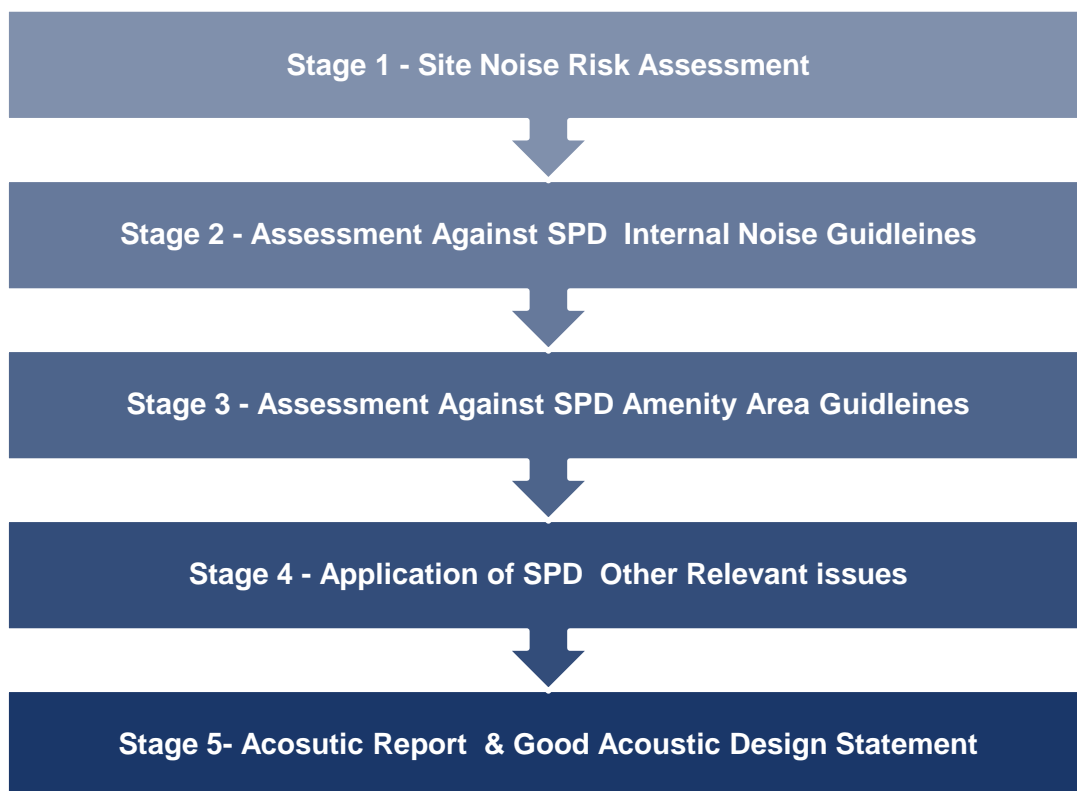 Stage 1 - Site Noise Risk Assessment
Stage 2 - Assessment Against SPD  Internal Noise Guidleines
Stage 3 - Assessment Against SPD Amenity Area Guidleines
Stage 4 - Application of SPD  Other Relevant issues
Stage 5- Acosutic Report  & Good Acoustic Design Statement